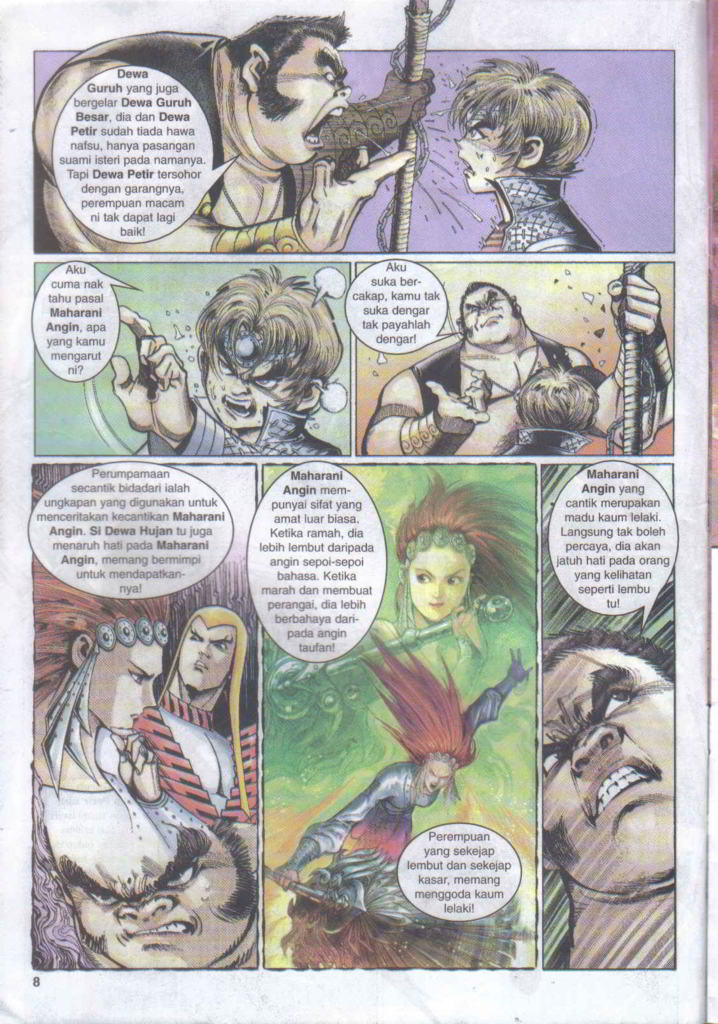 Dewa
Guruh yang juga
bergelar Dewa Guruh
Besar, dia dan Dewa
Petir sudah tiada hawa
nafsu, hanya pasangan
suami isteri pada namanya.
Tapi Dewa Petir tersohor
dengan garangnya,
perempuan macam
ni tak dapat lagi
baik!
Aku
cuma nak
tahu pasal
Maharani
Angin, apa
yang kamu
mengarut
ni?
Aku
suka ber-
cakap, kamu tak
suka dengar
tak payahlah
dengar!
Perumpamaan
secantik bidadari ialah
ungkapan yang digunakan untuk
menceritakan kecantikan Maharani
Angin. Si Dewa Hujan tu juga
menaruh hati pada Maharani
Angin, memang bermimpi
untuk mendapatkan-
nya!
Maharani
Angin mem-
punyai sifat yang
amat luar biasa.
Ketika ramah, dia
lebih lembut daripada
angin sepoi-sepoi
bahasa. Ketika
marah dan membuat
perangai, dia lebih
berbahaya dari-
pada angin
taufan!
Perempuan
yang sekejap
lembut dan sekejap
kasar, memang
menggoda kaum
lelaki!
Maharani
Angin yang
cantik merupakan
madu kaum lelaki.
Langsung tak boleh
percaya, dia akan
jatuh hati pada orang
yang kelihatan
seperti lembu
tu!
8